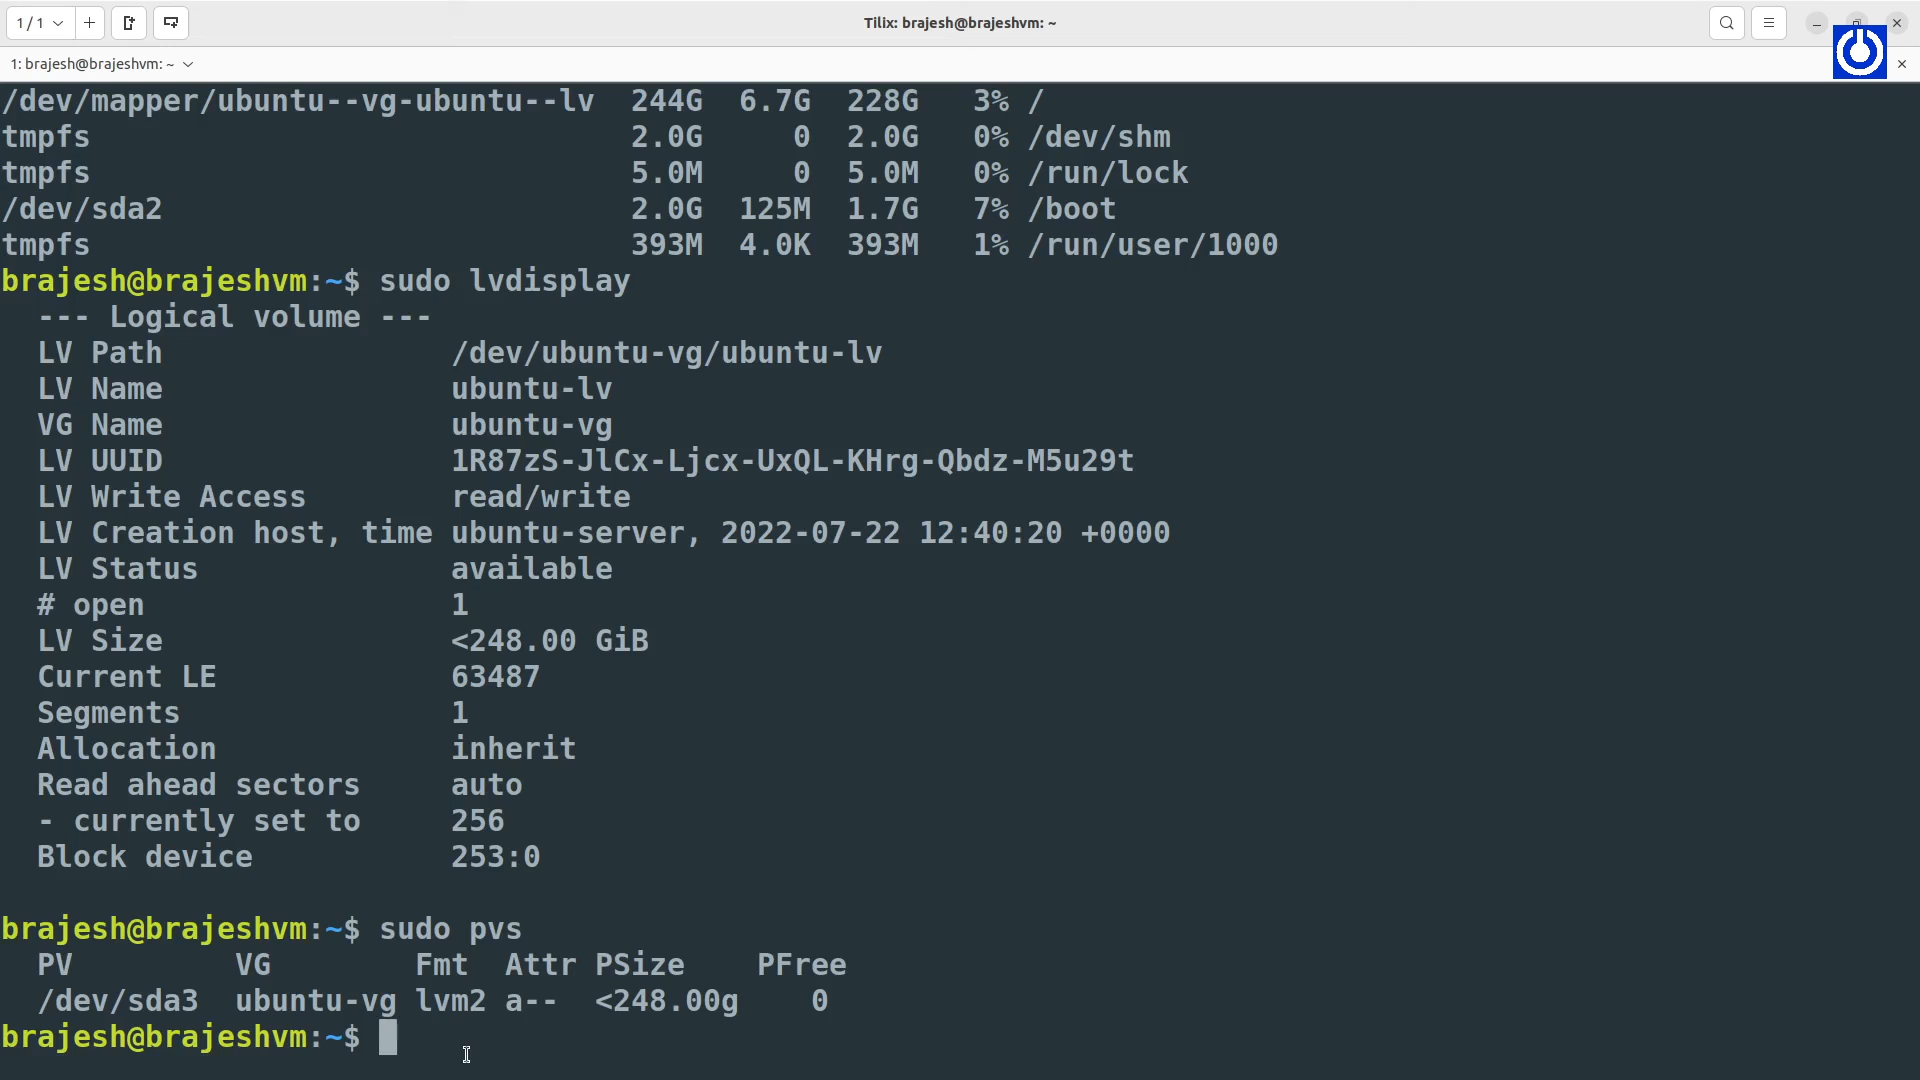 1 / 1
Tilix: brajesh@brajeshvm: ~
1: brajesh@brajeshvm: ~
/dev/mapper/ubuntu--vg-ubuntu--lv  244G  6.7G  228G   3% /
tmpfs                              2.0G     0  2.0G   0% /dev/shm
tmpfs                              5.0M     0  5.0M   0% /run/lock
/dev/sda2                          2.0G  125M  1.7G   7% /boot
tmpfs                              393M  4.0K  393M   1% /run/user/1000
brajesh@brajeshvm:~$ sudo lvdisplay
  --- Logical volume ---
  LV Path                /dev/ubuntu-vg/ubuntu-lv
  LV Name                ubuntu-lv
  VG Name                ubuntu-vg
  LV UUID                1R87zS-JlCx-Ljcx-UxQL-KHrg-Qbdz-M5u29t
  LV Write Access        read/write
  LV Creation host, time ubuntu-server, 2022-07-22 12:40:20 +0000
  LV Status              available
  # open                 1
  LV Size                <248.00 GiB
  Current LE             63487
  Segments               1
  Allocation             inherit
  Read ahead sectors     auto
  - currently set to     256
  Block device           253:0
brajesh@brajeshvm:~$ sudo pvs
  PV         VG        Fmt  Attr PSize    PFree
  /dev/sda3  ubuntu-vg lvm2 a--  <248.00g    0
brajesh@brajeshvm:~$